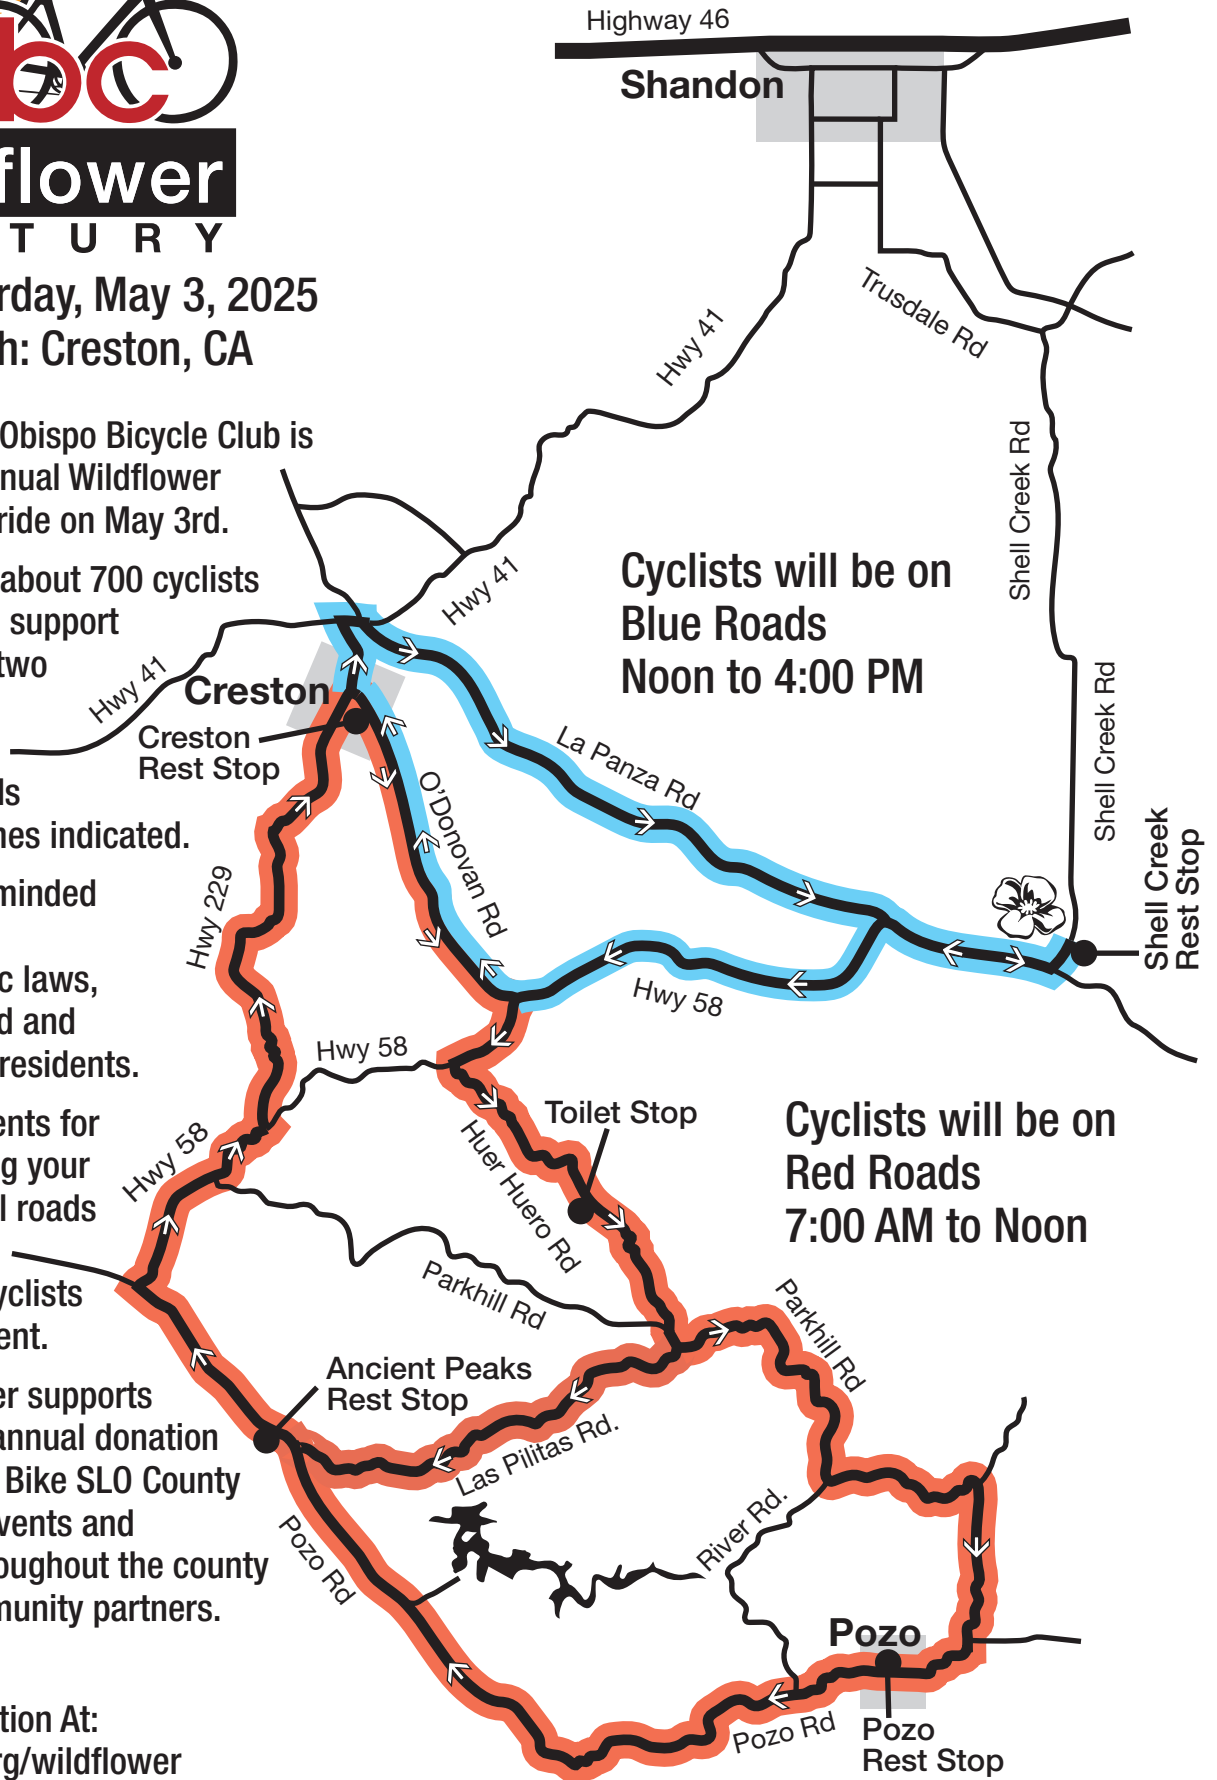 bc
flower
T U R Y
rday, May 3, 2025
h: Creston, CA
Obispo Bicycle Club is
nual Wildflower
ride on May 3rd.
about 700 cyclists
support
two
ls
nes indicated.
minded
c laws,
d and
residents.
ents for
g your
l roads
yclists
ent.
er supports
annual donation
Bike SLO County
vents and
oughout the county
munity partners.
tion At:
rg/wildflower
Highway 46
Shandon
Trusdale Rd
Hwy 41
Shell Creek Rd
Hwy 41
Cyclists will be on
Blue Roads
Noon to 4:00 PM
Hwy 41
Creston
Creston
Rest Stop
La Panza Rd
Shell Creek Rd
O'Donovan Rd
Shell Creek
Rest Stop
Hwy 229
Hwy 58
Hwy 58
Toilet Stop
Cyclists will be on
Red Roads
7:00 AM to Noon
Hwy 58
Huer Huero Rd
Parkhill Rd
Parkhill Rd
Ancient Peaks
Rest Stop
Las Pilitas Rd.
River Rd.
Pozo Rd
Pozo
Pozo Rd
Pozo
Rest Stop